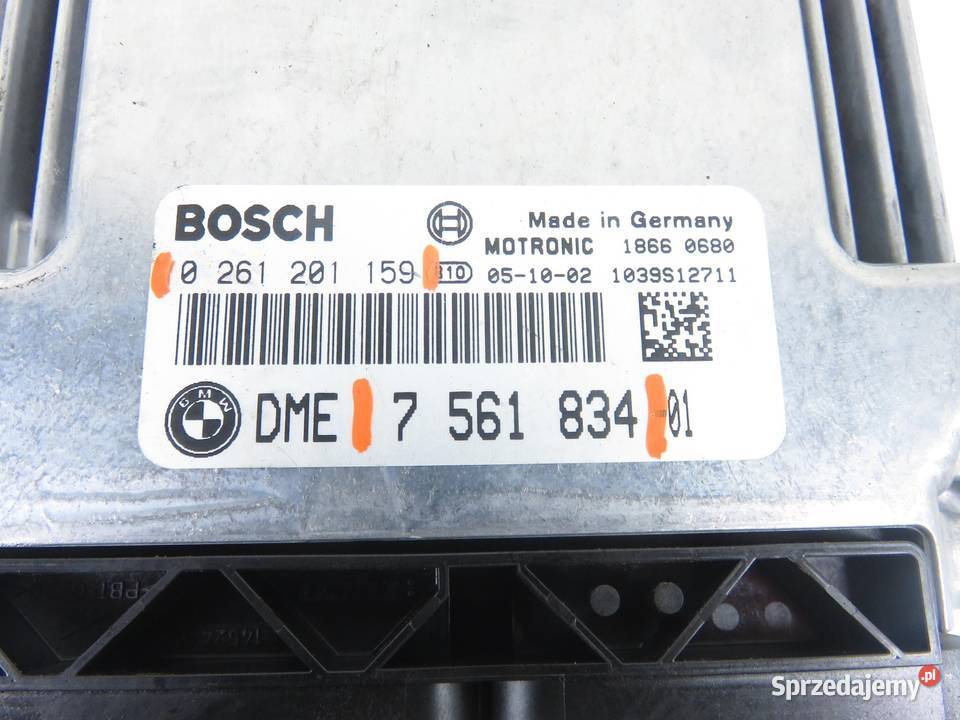 BOSCH
Made in Germany
MOTRONIC 1866 0680
0 261 201 159 B10 05-10-02 1039S12711
BMW
DME 7 561 834 01
Sprzedajemy.pl